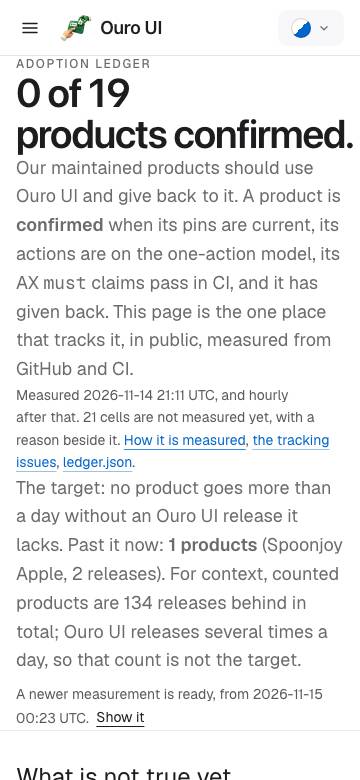 Ouro UI
ADOPTION LEDGER
0 of 19
products confirmed.
Our maintained products should use
Ouro UI and give back to it. A product is
confirmed when its pins are current, its
actions are on the one-action model, its
AX must claims pass in CI, and it has
given back. This page is the one place
that tracks it, in public, measured from
GitHub and CI.
Measured 2026-11-14 21:11 UTC, and hourly
after that. 21 cells are not measured yet, with a
reason beside it. How it is measured, the tracking
issues, ledger.json.
The target: no product goes more than
a day without an Ouro UI release it
lacks. Past it now: 1 products (Spoonjoy
Apple, 2 releases). For context, counted
products are 134 releases behind in
total; Ouro UI releases several times a
day, so that count is not the target.
A newer measurement is ready, from 2026-11-15
00:23 UTC. Show it
What is not true yet